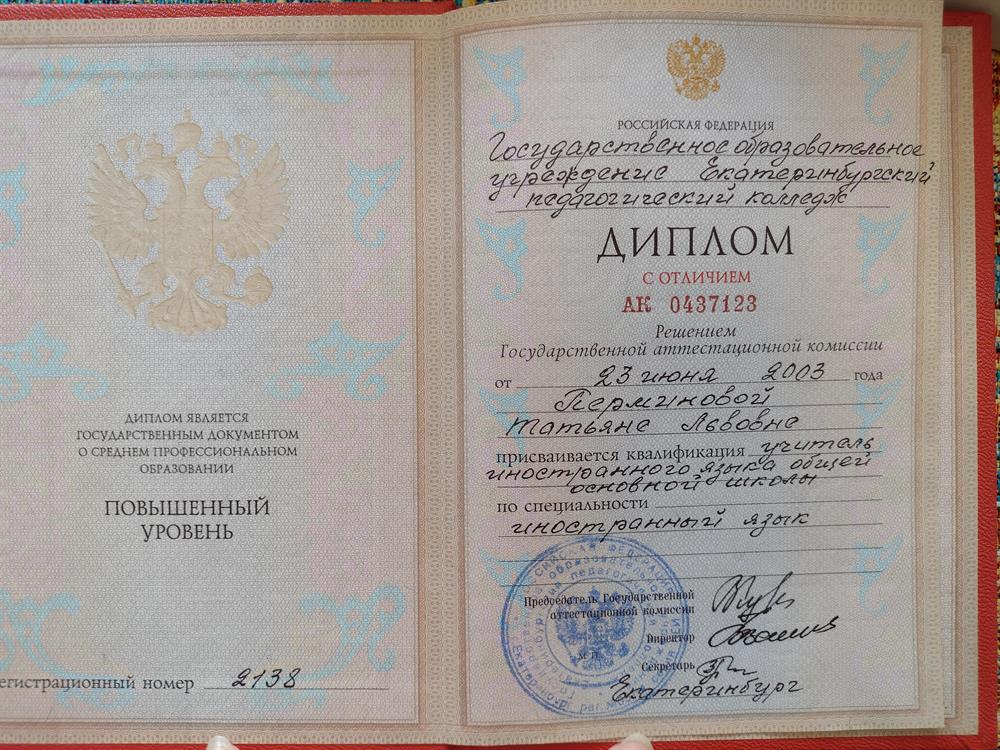 ДИПЛОМ ЯВЛЯЕТСЯ
ГОСУДАРСТВЕННЫМ ДОКУМЕНТОМ
О СРЕДНЕМ ПРОФЕССИОНАЛЬНОМ
ОБРАЗОВАНИИ
ПОВЫШЕННЫЙ
УРОВЕНЬ
егистрационный номер 2138
РОССИЙСКАЯ ФЕДЕРАЦИЯ
Государственное образовательное
учреждение Екатеринбургский
педагогический колледж
ДИПЛОМ
С ОТЛИЧИЕМ
АК 0437123
Решением
Государственной аттестационной комиссии
от 23 июня 2003 года
Перминовой
Татьяне Львовне
присваивается квалификация учитель
иностранного языка общей
основной школы
по специальности
иностранный язык
Председатель Государственной
аттестационной комиссии
Директор
Секретарь
Екатеринбург